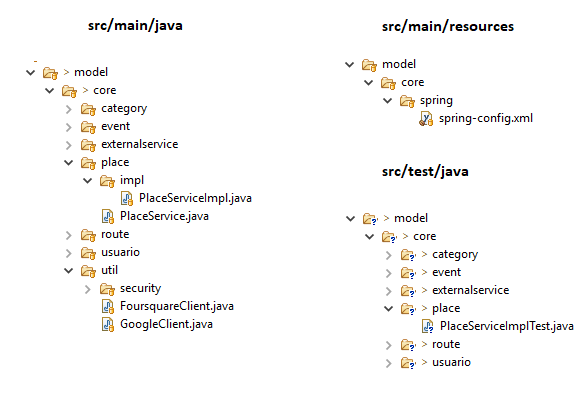 src/main/java
> model
> core
category
event
externalservice
place
impl
PlaceServiceImpl.java
PlaceService.java
route
usuario
util
security
FoursquareClient.java
GoogleClient.java
src/main/resources
model
core
spring
spring-config.xml
src/test/java
> model
> core
> category
> event
> externalservice
> place
PlaceServiceImplTest.java
> route
> usuario